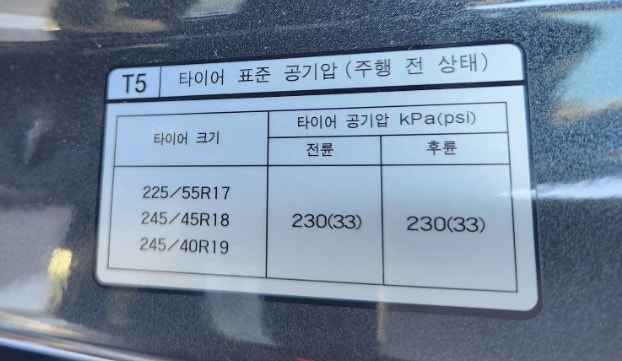 T5 타이어 표준 공기압 (주행 전 상태)
타이어 크기 타이어 공기압 kPa(psi)
전륜 후륜
225/55R17
245/45R18 230(33) 230(33)
245/40R19